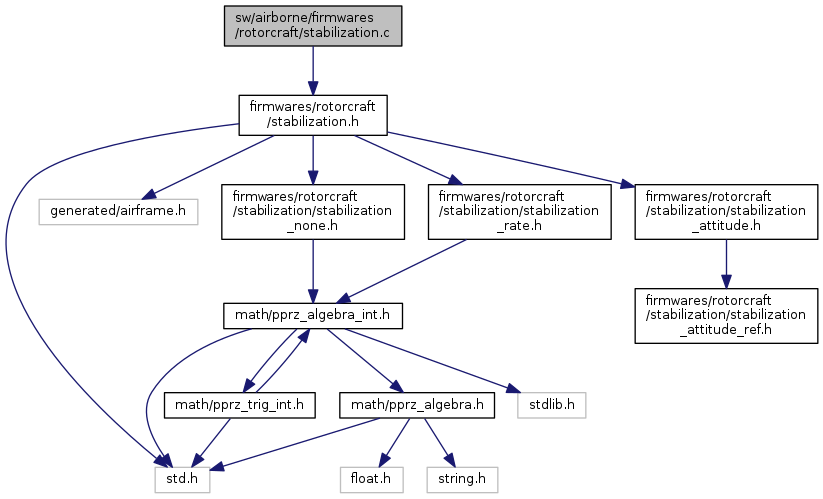 sw/airborne/firmwares
/rotorcraft/stabilization.c
firmwares/rotorcraft
/stabilization.h
generated/airframe.h
firmwares/rotorcraft
/stabilization/stabilization
_none.h
firmwares/rotorcraft
/stabilization/stabilization
_rate.h
firmwares/rotorcraft
/stabilization/stabilization
_attitude.h
math/pprz_algebra_int.h
firmwares/rotorcraft
/stabilization/stabilization
_attitude_ref.h
math/pprz_trig_int.h
math/pprz_algebra.h
stdlib.h
std.h
float.h
string.h